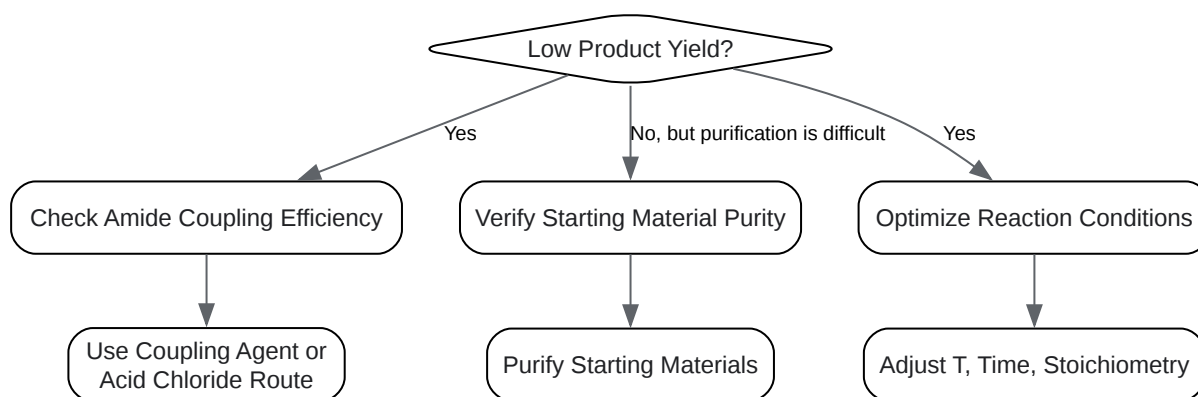 Low Product Yield?
Yes
No, but purification is difficult
Yes
Check Amide Coupling Efficiency
Verify Starting Material Purity
Optimize Reaction Conditions
Use Coupling Agent or
Acid Chloride Route
Purify Starting Materials
Adjust T, Time, Stoichiometry